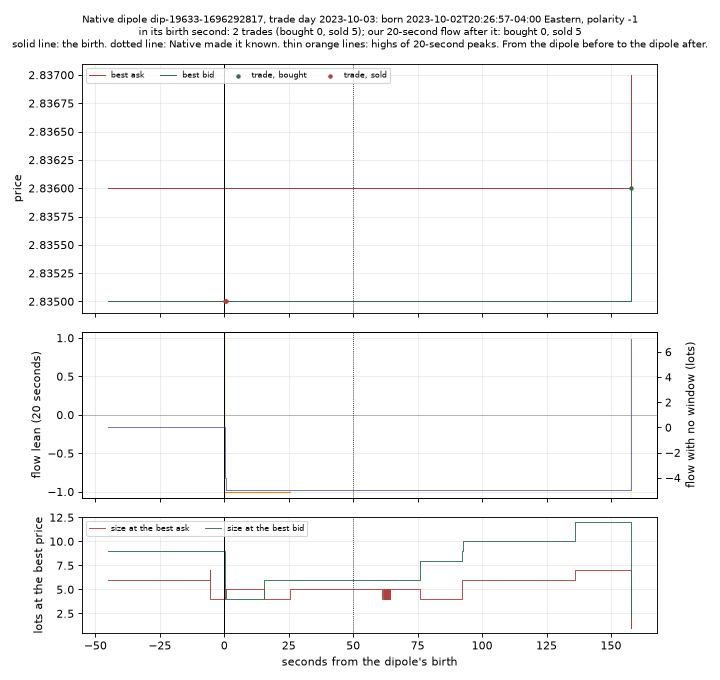 Native dipole dip-19633-1696292817, trade day 2023-10-03: born 2023-10-02T20:26:57-04:00 Eastern, polarity -1
in its birth second: 2 trades (bought 0, sold 5); our 20-second flow after it: bought 0, sold 5
solid line: the birth. dotted line: Native made it known. thin orange lines: highs of 20-second peaks. From the dipole before to the dipole after.
best ask
best bid
trade, bought
trade, sold
2.83700
2.83675
2.83650
2.83625
2.83600
2.83575
2.83550
2.83525
2.83500
price
1.0
0.5
0.0
−0.5
−1.0
flow lean (20 seconds)
6
4
2
0
−2
−4
flow with no window (lots)
size at the best ask
size at the best bid
12.5
10.0
7.5
5.0
2.5
lots at the best price
−50
−25
0
25
50
75
100
125
150
seconds from the dipole's birth